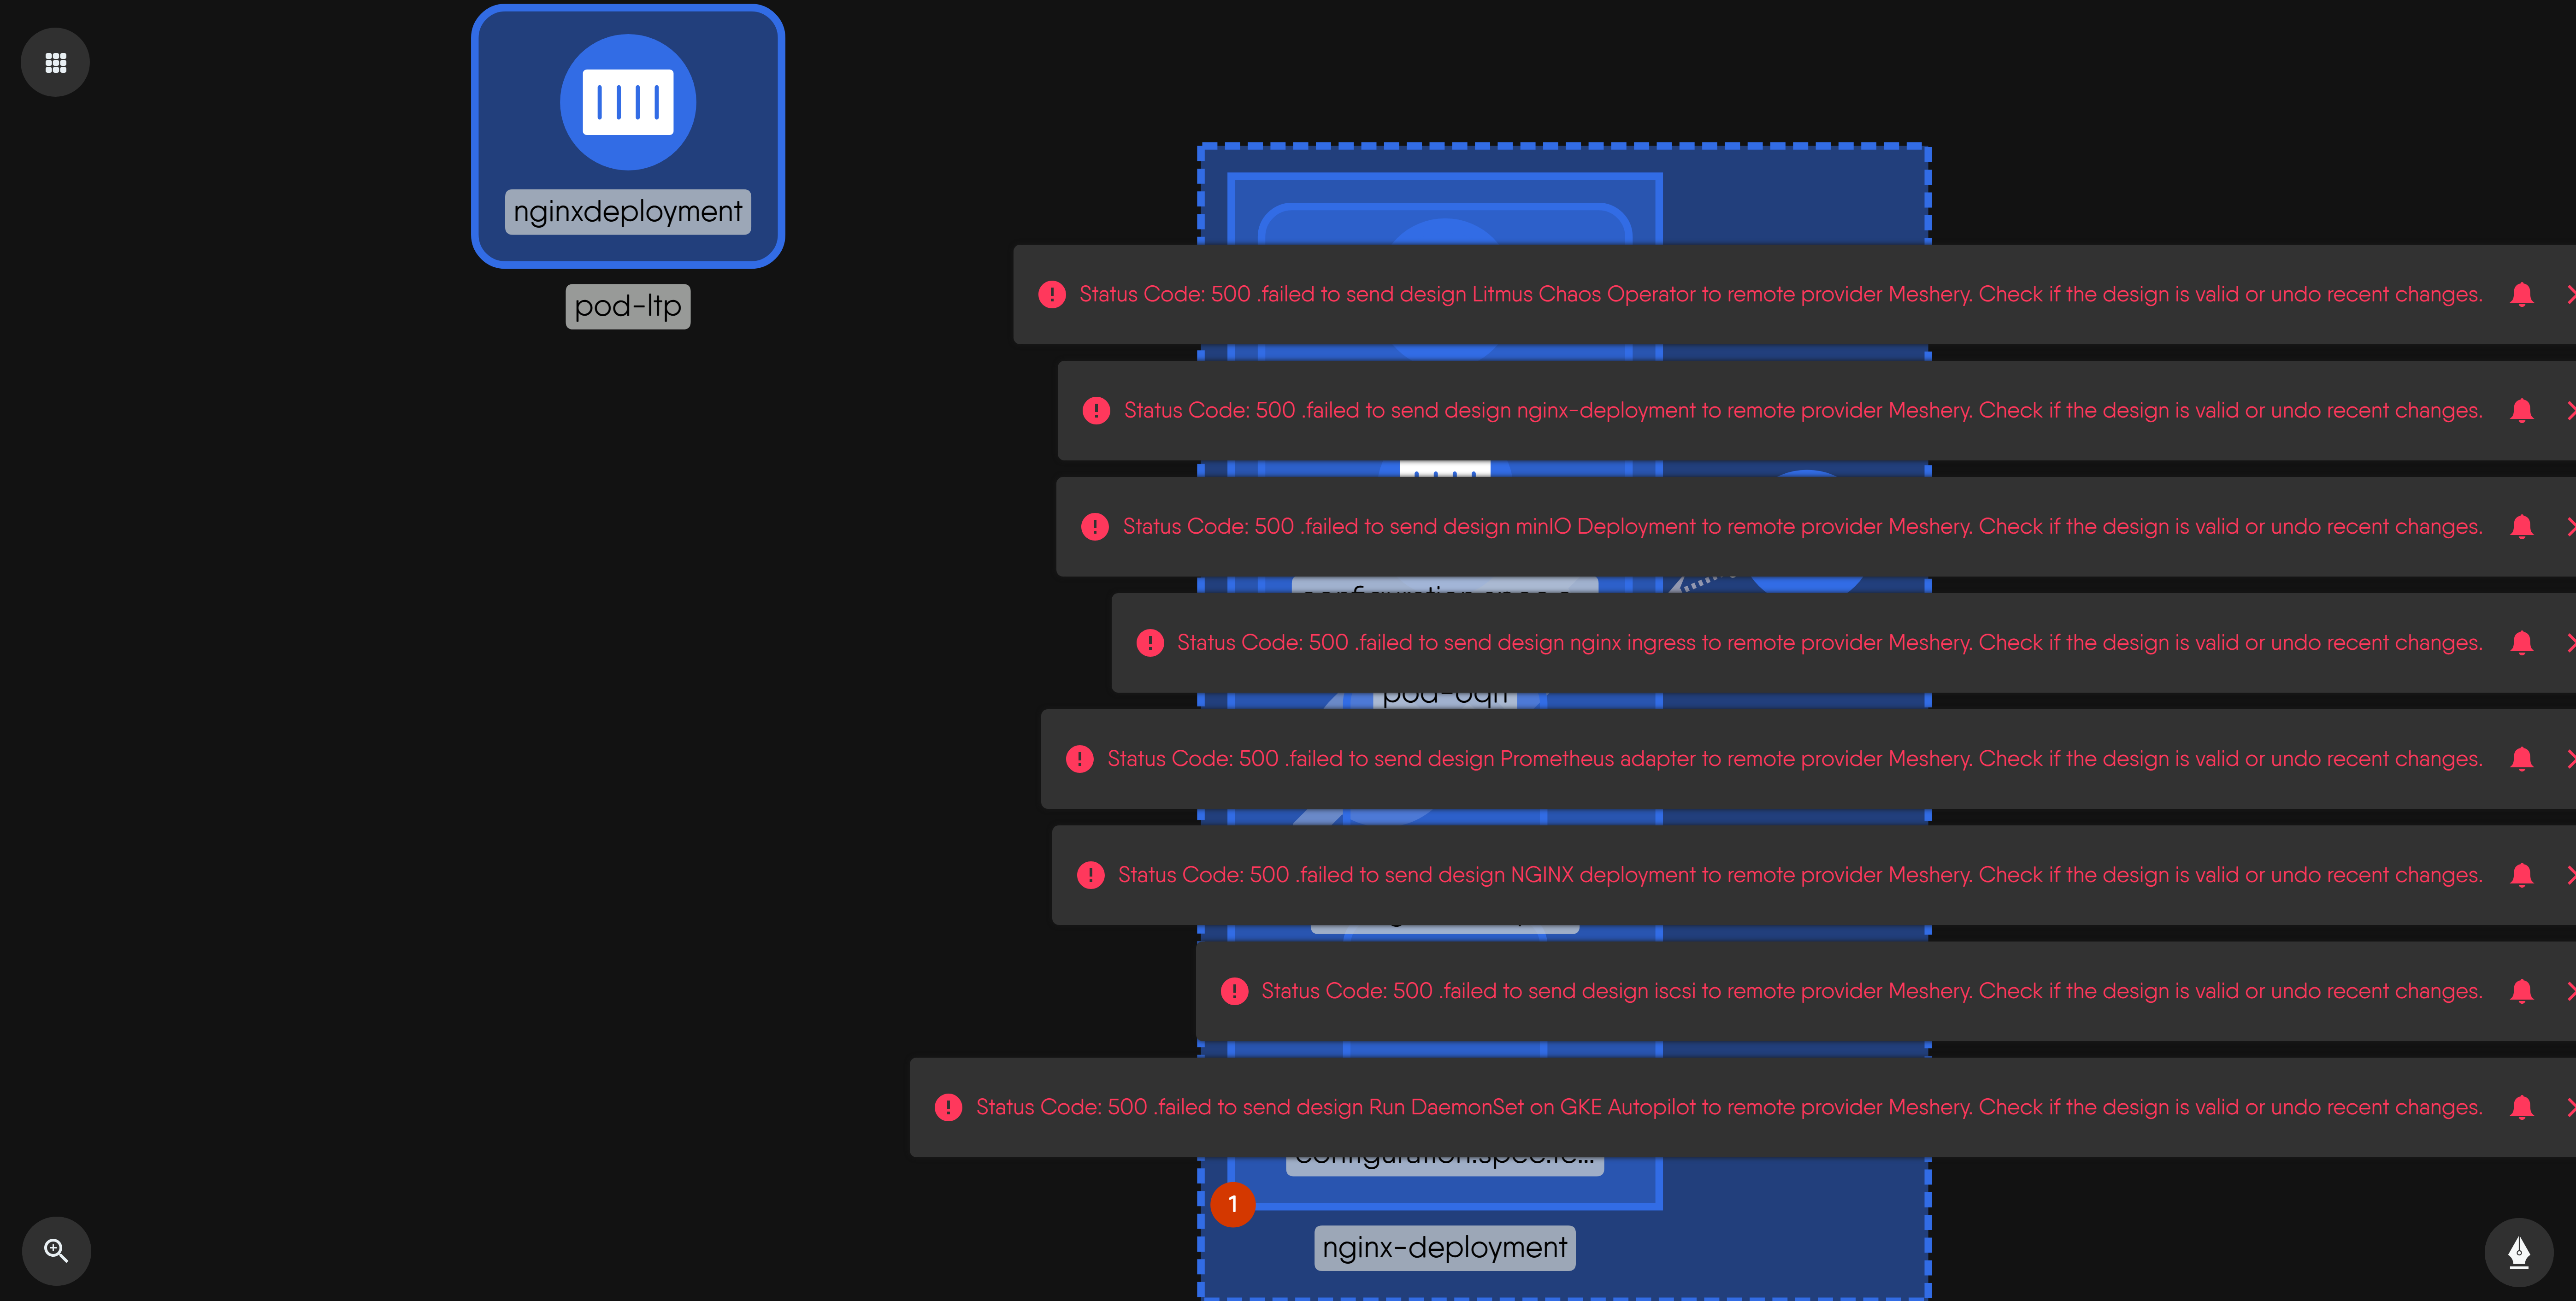 nginxdeployment
pod-ltp
Status Code: 500 .failed to send design Litmus Chaos Operator to remote provider Meshery. Check if the design is valid or undo recent changes.
Status Code: 500 .failed to send design nginx-deployment to remote provider Meshery. Check if the design is valid or undo recent changes.
Status Code: 500 .failed to send design minIO Deployment to remote provider Meshery. Check if the design is valid or undo recent changes.
Status Code: 500 .failed to send design nginx ingress to remote provider Meshery. Check if the design is valid or undo recent changes.
Status Code: 500 .failed to send design Prometheus adapter to remote provider Meshery. Check if the design is valid or undo recent changes.
Status Code: 500 .failed to send design NGINX deployment to remote provider Meshery. Check if the design is valid or undo recent changes.
Status Code: 500 .failed to send design iscsi to remote provider Meshery. Check if the design is valid or undo recent changes.
Status Code: 500 .failed to send design Run DaemonSet on GKE Autopilot to remote provider Meshery. Check if the design is valid or undo recent changes.
1
nginx-deployment